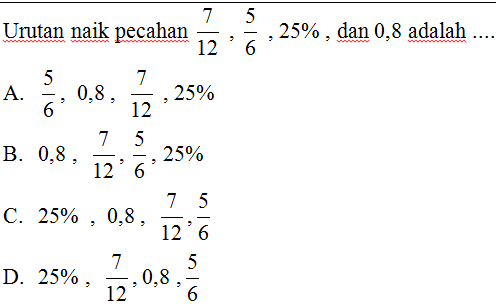 Urutan naik pecahan 7/12 , 5/6 , 25% , dan 0,8 adalah ....
A. 5/6 , 0,8 , 7/12 , 25%
B. 0,8 , 7/12 , 5/6 , 25%
C. 25% , 0,8 , 7/12 , 5/6
D. 25% , 7/12 , 0,8 , 5/6